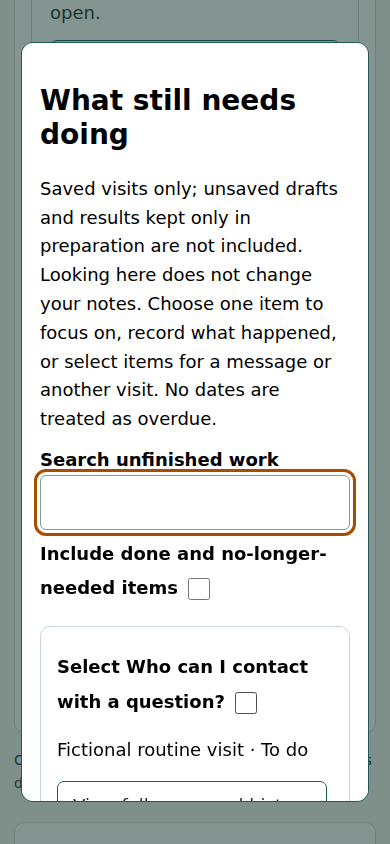 open.
What still needs
doing
Saved visits only; unsaved drafts
and results kept only in
preparation are not included.
Looking here does not change
your notes. Choose one item to
focus on, record what happened,
or select items for a message or
another visit. No dates are
treated as overdue.
Search unfinished work
Include done and no-longer-
needed items
Select Who can I contact
with a question?
Fictional routine visit · To do